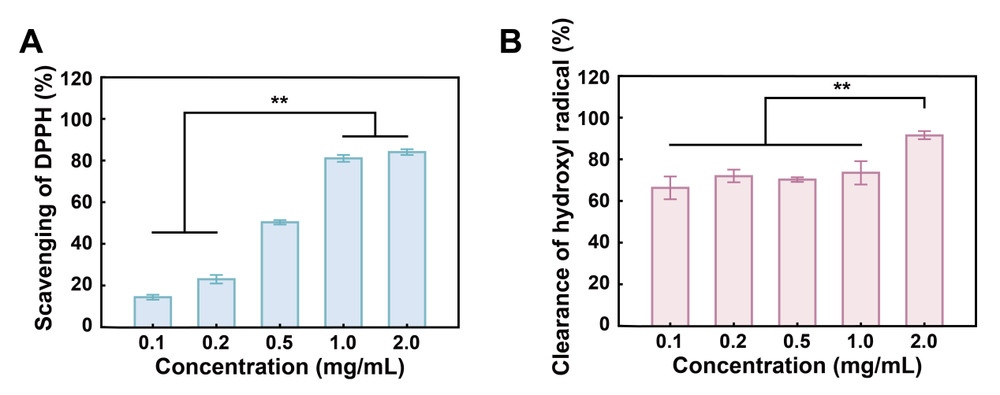 A
Scavenging of DPPH (%)
120
100
80
60
40
20
0
**
0.1 0.2 0.5 1.0 2.0
Concentration (mg/mL)
B
Clearance of hydroxyl radical (%)
120
100
80
60
40
20
0
**
0.1 0.2 0.5 1.0 2.0
Concentration (mg/mL)